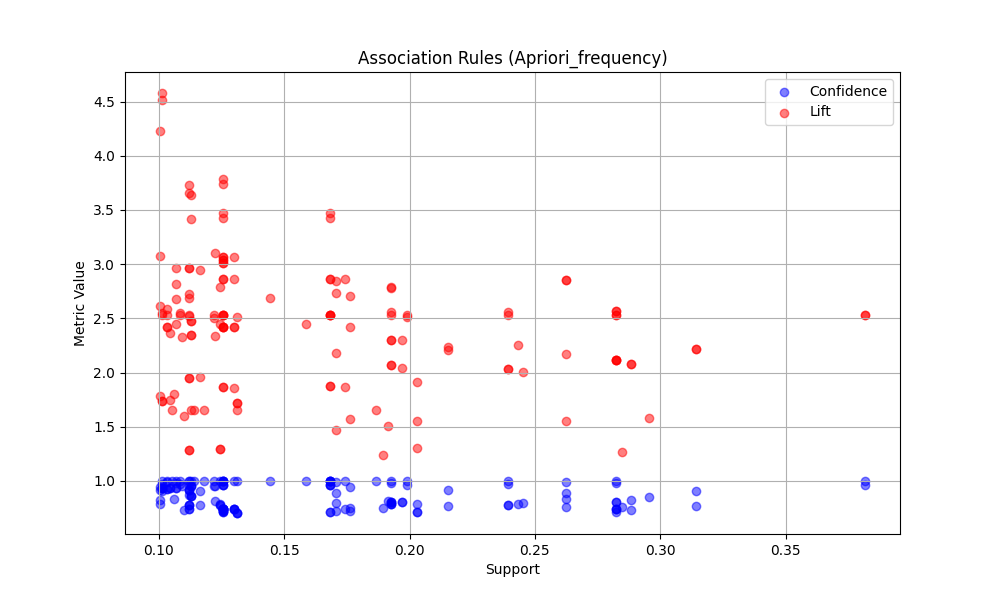 Association Rules (Apriori_frequency)
Confidence
Lift
4.5
4.0
3.5
3.0
2.5
2.0
1.5
1.0
Metric Value
0.10
0.15
0.20
0.25
0.30
0.35
Support